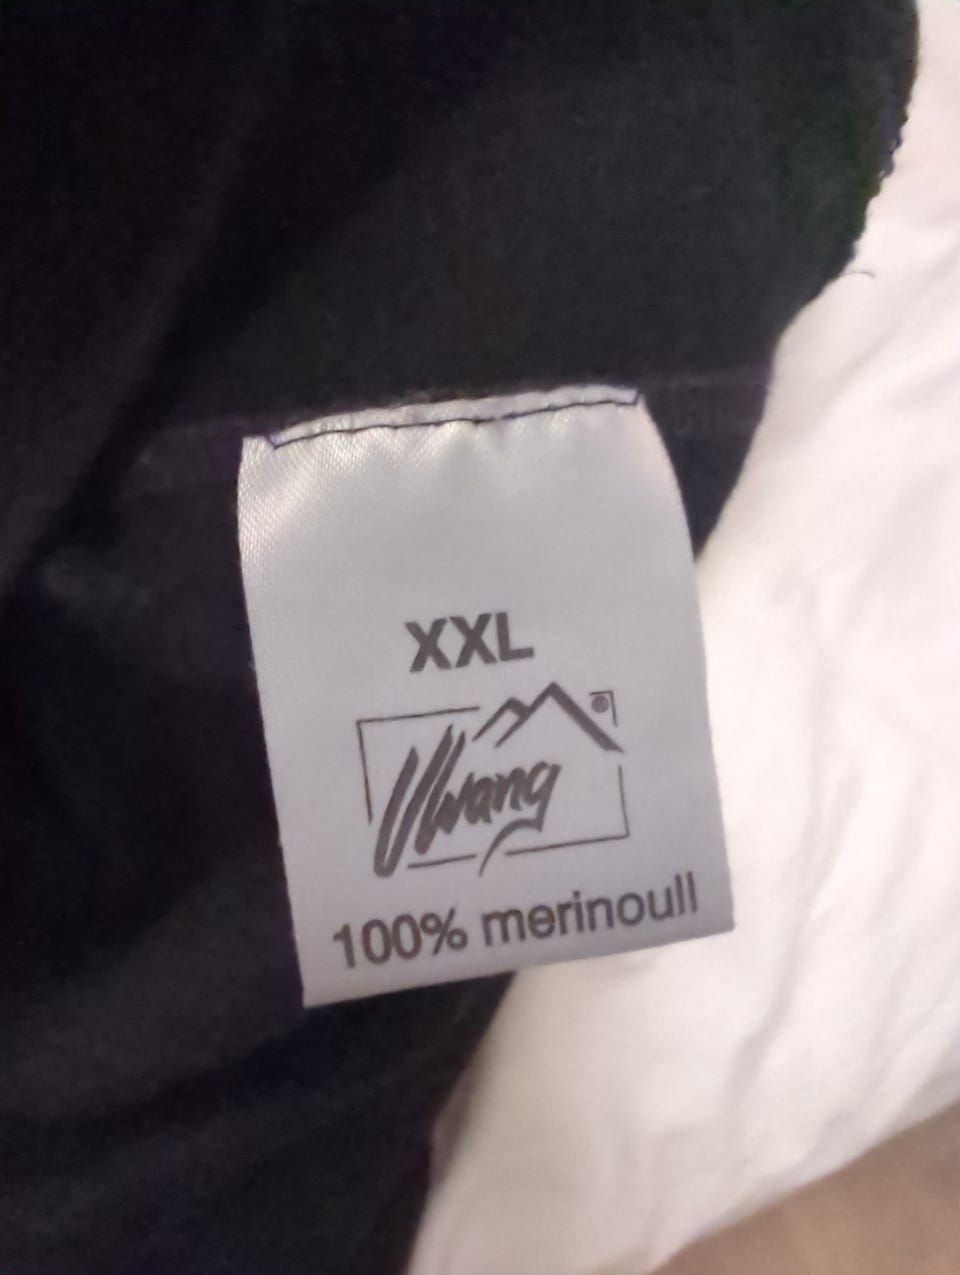 XXL
Ulvang
®
100% merinoull